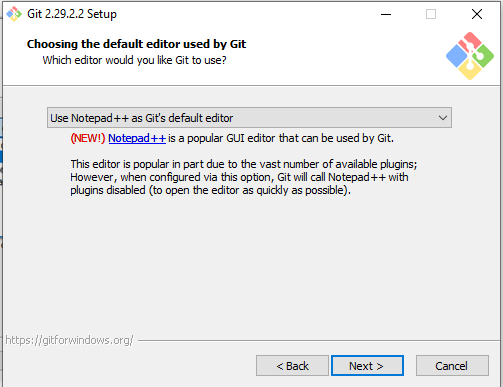 Git 2.29.2.2 Setup
Choosing the default editor used by Git
Which editor would you like Git to use?
Use Notepad++ as Git's default editor
(NEW!) Notepad++ is a popular GUI editor that can be used by Git.
This editor is popular in part due to the vast number of available plugins;
However, when configured via this option, Git will call Notepad++ with
plugins disabled (to open the editor as quickly as possible).
https://gitforwindows.org/
< Back
Next >
Cancel